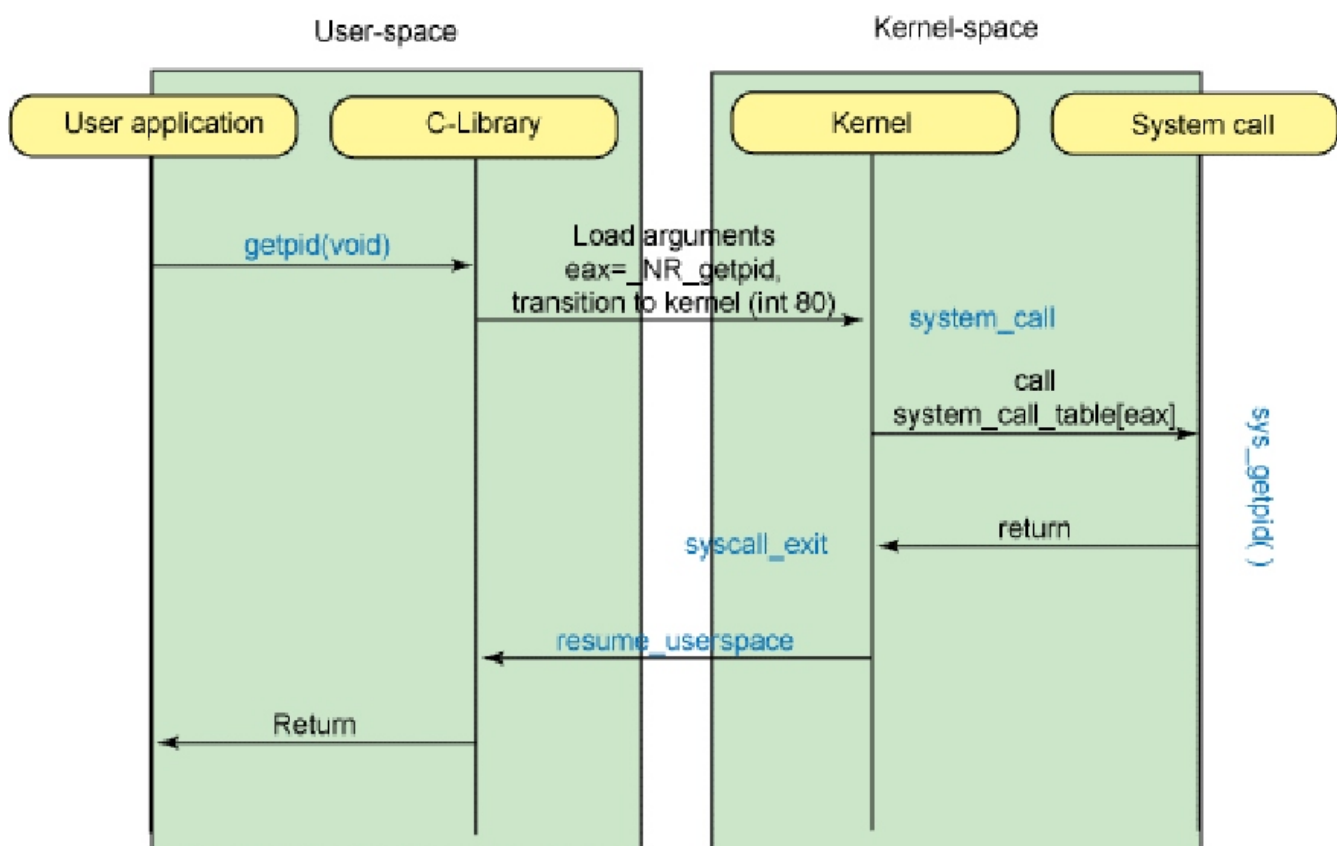 User-space
Kernel-space
User application
C-Library
Kernel
System call
getpid(void)
Load arguments
eax=_NR_getpid,
transition to kernel (int 80)
system_call
call
system_call_table[eax]
sys_getpid( )
return
syscall_exit
resume_userspace
Return